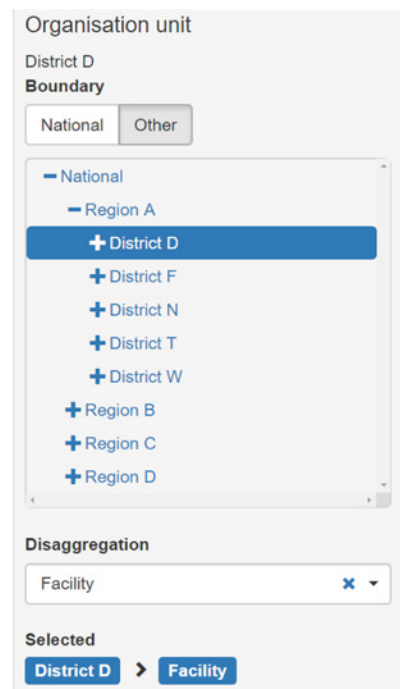 Organisation unit
District D
Boundary
National Other
National
Region A
District D
District F
District N
District T
District W
Region B
Region C
Region D
Disaggregation
Facility
Selected
District D > Facility